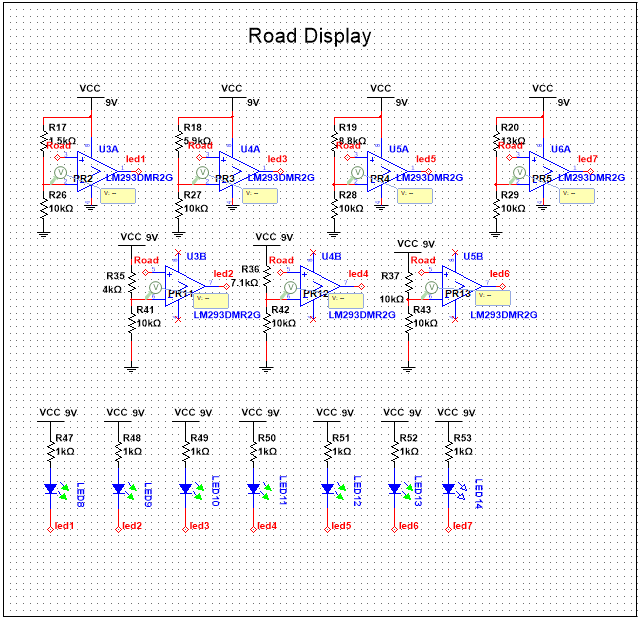 Road Display
VCC VCC VCC VCC
9V 9V 9V 9V
R17 R18 R19 R20
1.5kΩ 5.9kΩ 8.8kΩ 13kΩ
Road U3A led1 Road U4A led3 Road U5A led5 Road U6A led7
PR2 LM293DMR2G PR3 LM293DMR2G PR4 LM293DMR2G PR5 LM293DMR2G
R26 R27 R28 R29
10kΩ 10kΩ 10kΩ 10kΩ
VCC 9V VCC 9V VCC 9V
U3B U4B U5B
Road Road Road
R35 led2 R36 led4 R37 led6
4kΩ 7.1kΩ 10kΩ
PR11 PR12 PR13
R41 LM293DMR2G R42 LM293DMR2G R43 LM293DMR2G
10kΩ 10kΩ 10kΩ
VCC 9V VCC 9V VCC 9V VCC 9V VCC 9V VCC 9V VCC 9V
R47 R48 R49 R50 R51 R52 R53
1kΩ 1kΩ 1kΩ 1kΩ 1kΩ 1kΩ 1kΩ
LED8 LED9 LED10 LED11 LED12 LED13 LED14
led1 led2 led3 led4 led5 led6 led7